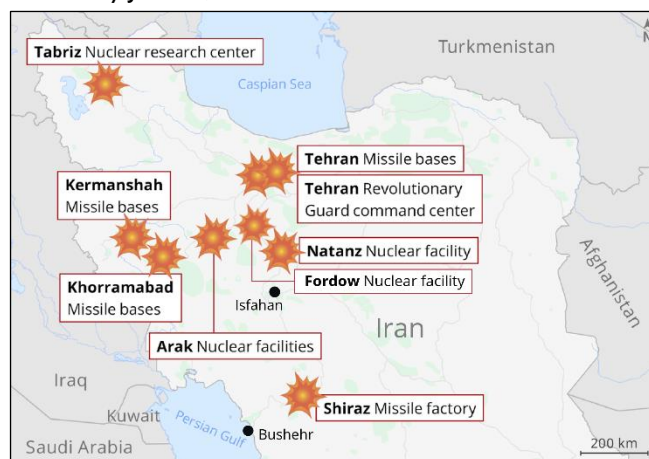 Turkmenistan
N
Tabriz Nuclear research center
Caspian Sea
Tehran Missile bases
Kermanshah
Missile bases
Tehran Revolutionary
Guard command center
Natanz Nuclear facility
Fordow Nuclear facility
Khorramabad
Missile bases
Isfahan
Afghanistan
Iran
Arak Nuclear facilities
Iraq
Shiraz Missile factory
Kuwait
Persian Gulf
Bushehr
Saudi Arabia
200 km